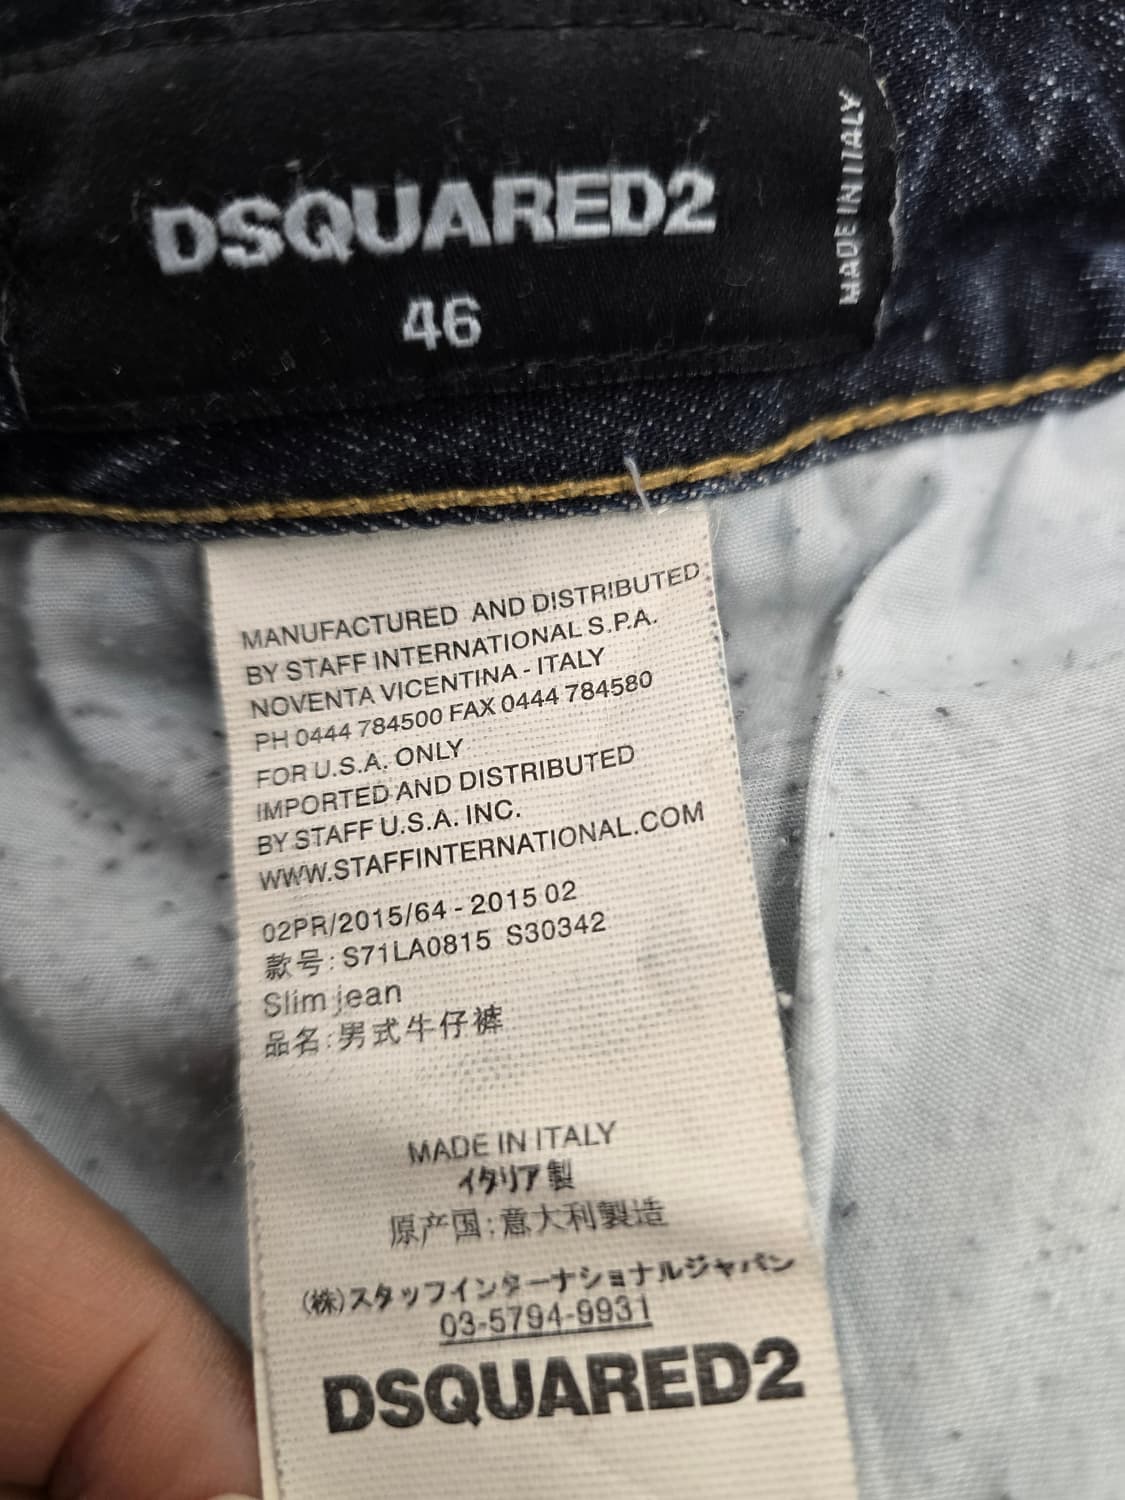 DSQUARED2
46
MADE IN ITALY
MANUFACTURED AND DISTRIBUTED
BY STAFF INTERNATIONAL S.P.A.
NOVENTA VICENTINA - ITALY
PH 0444 784500 FAX 0444 784580
FOR U.S.A. ONLY
IMPORTED AND DISTRIBUTED
BY STAFF U.S.A. INC.
WWW.STAFFINTERNATIONAL.COM
02PR/2015/64 - 2015 02
款号: S71LA0815 S30342
Slim jean
品名: 男式牛仔裤
MADE IN ITALY
イタリア製
原产国: 意大利製造
(株)スタッフインターナショナルジャパン
03-5794-9931
DSQUARED2